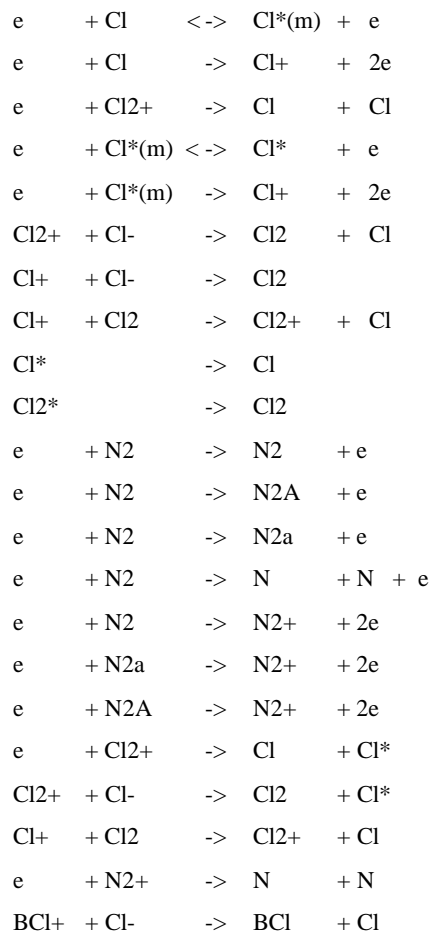 e + Cl < -> Cl*(m) + e
e + Cl -> Cl+ + 2e
e + Cl2+ -> Cl + Cl
e + Cl*(m) < -> Cl* + e
e + Cl*(m) -> Cl+ + 2e
Cl2+ + Cl- -> Cl2 + Cl
Cl+ + Cl- -> Cl2
Cl+ + Cl2 -> Cl2+ + Cl
Cl* -> Cl
Cl2* -> Cl2
e + N2 -> N2 + e
e + N2 -> N2A + e
e + N2 -> N2a + e
e + N2 -> N + N + e
e + N2 -> N2+ + 2e
e + N2a -> N2+ + 2e
e + N2A -> N2+ + 2e
e + Cl2+ -> Cl + Cl*
Cl2+ + Cl- -> Cl2 + Cl*
Cl+ + Cl2 -> Cl2+ + Cl
e + N2+ -> N + N
BCl+ + Cl- -> BCl + Cl